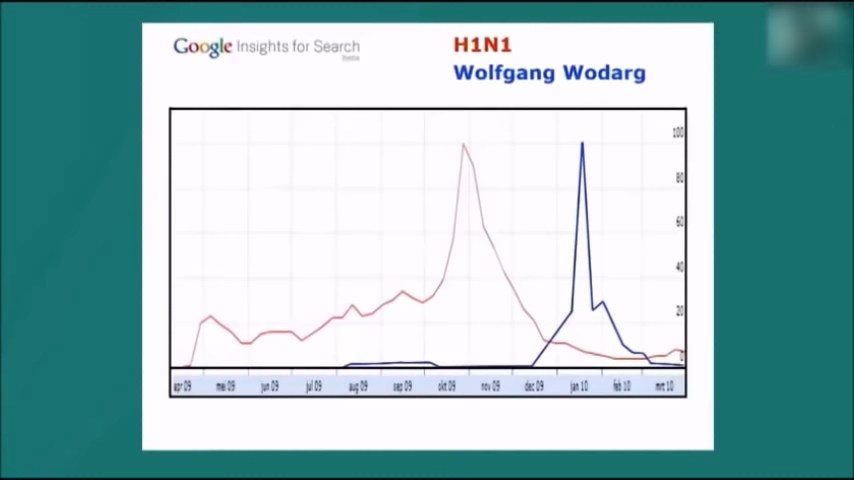 Google Insights for Search
beta
H1N1
Wolfgang Wodarg
100
80
60
40
20
0
apr 09 mei 09 jun 09 jul 09 aug 09 sep 09 okt 09 nov 09 dec 09 jan 10 feb 10 mrt 10